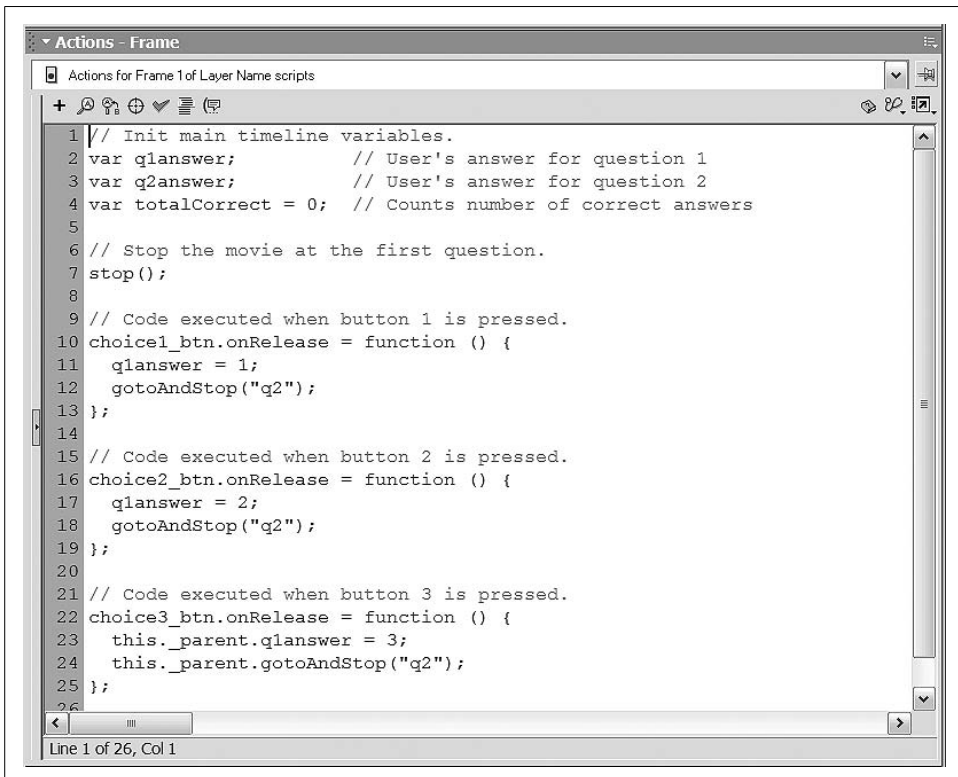 Actions - Frame
Actions for Frame 1 of Layer Name scripts
1 // Init main timeline variables.
2 var q1answer; // User's answer for question 1
3 var q2answer; // User's answer for question 2
4 var totalCorrect = 0; // Counts number of correct answers
5
6 // Stop the movie at the first question.
7 stop();
8
9 // Code executed when button 1 is pressed.
10 choice1_btn.onRelease = function () {
11 q1answer = 1;
12 gotoAndStop("q2");
13 };
14
15 // Code executed when button 2 is pressed.
16 choice2_btn.onRelease = function () {
17 q1answer = 2;
18 gotoAndStop("q2");
19 };
20
21 // Code executed when button 3 is pressed.
22 choice3_btn.onRelease = function () {
23 this._parent.q1answer = 3;
24 this._parent.gotoAndStop("q2");
25 };
26
Line 1 of 26, Col 1